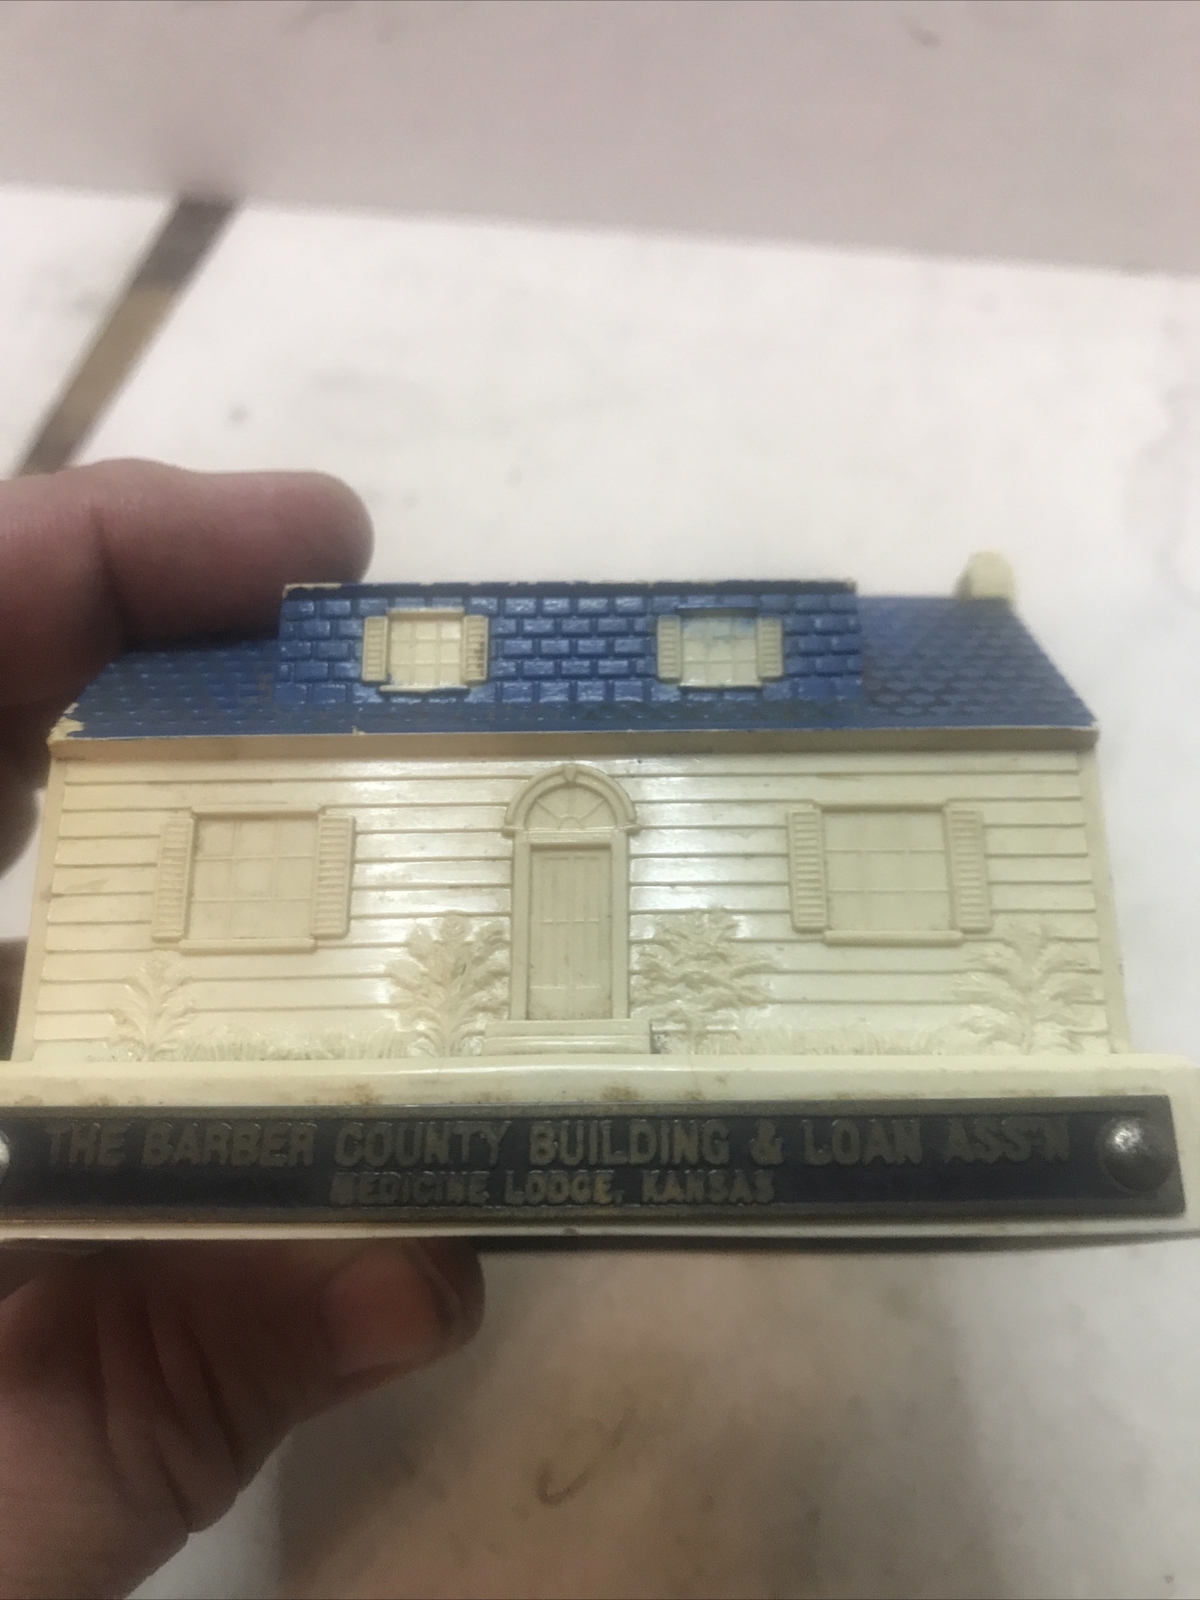 THE BARBER COUNTY BUILDING & LOAN ASS'N
MEDICINE LODGE, KANSAS